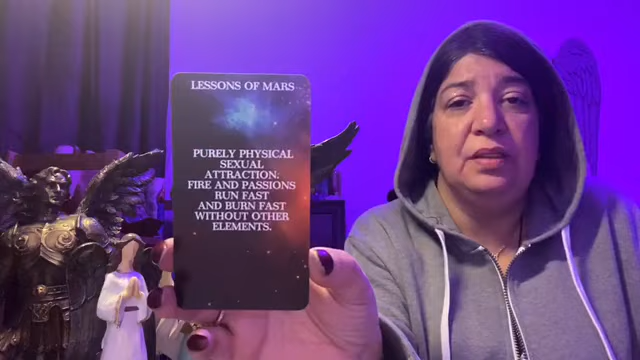 LESSONS OF MARS
PURELY PHYSICAL
SEXUAL
ATTRACTION:
FIRE AND PASSIONS
RUN FAST
AND BURN FAST
WITHOUT OTHER
ELEMENTS.